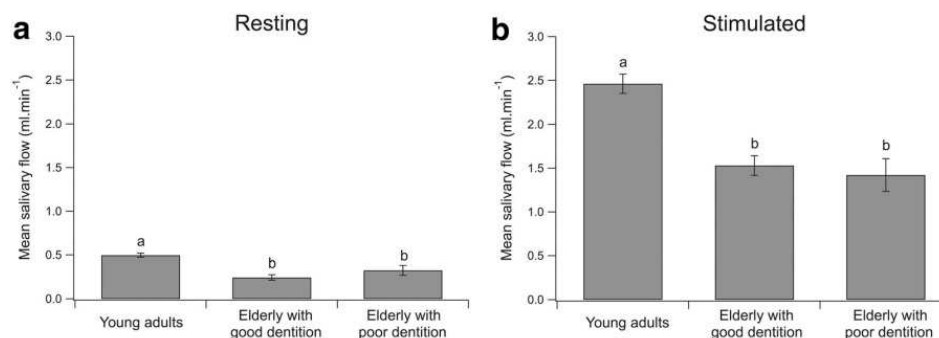 a
Resting
Mean salivary flow (ml.min⁻¹)
3.0
2.5
2.0
1.5
1.0
0.5
0.0
a
b
b
Young adults
Elderly with
good dentition
Elderly with
poor dentition
b
Stimulated
Mean salivary flow (ml.min⁻¹)
3.0
2.5
2.0
1.5
1.0
0.5
0.0
a
b
b
Young adults
Elderly with
good dentition
Elderly with
poor dentition